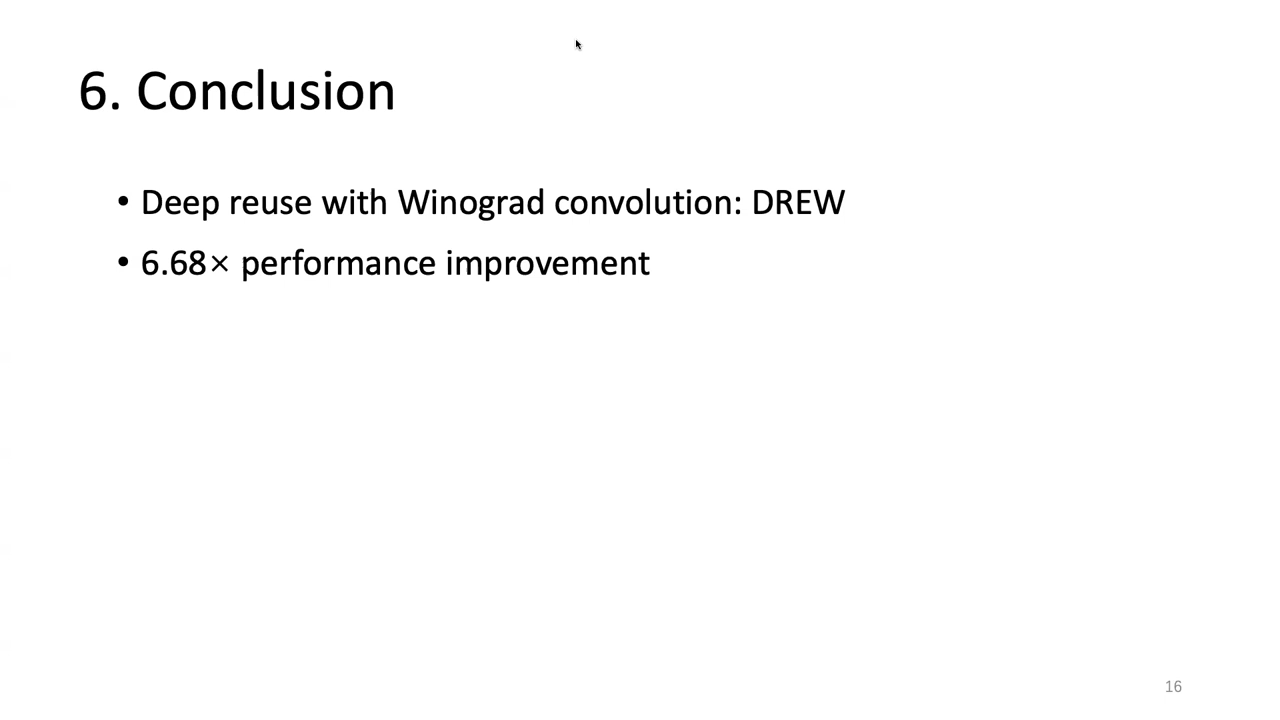 6. Conclusion
• Deep reuse with Winograd convolution: DREW
• 6.68× performance improvement
16